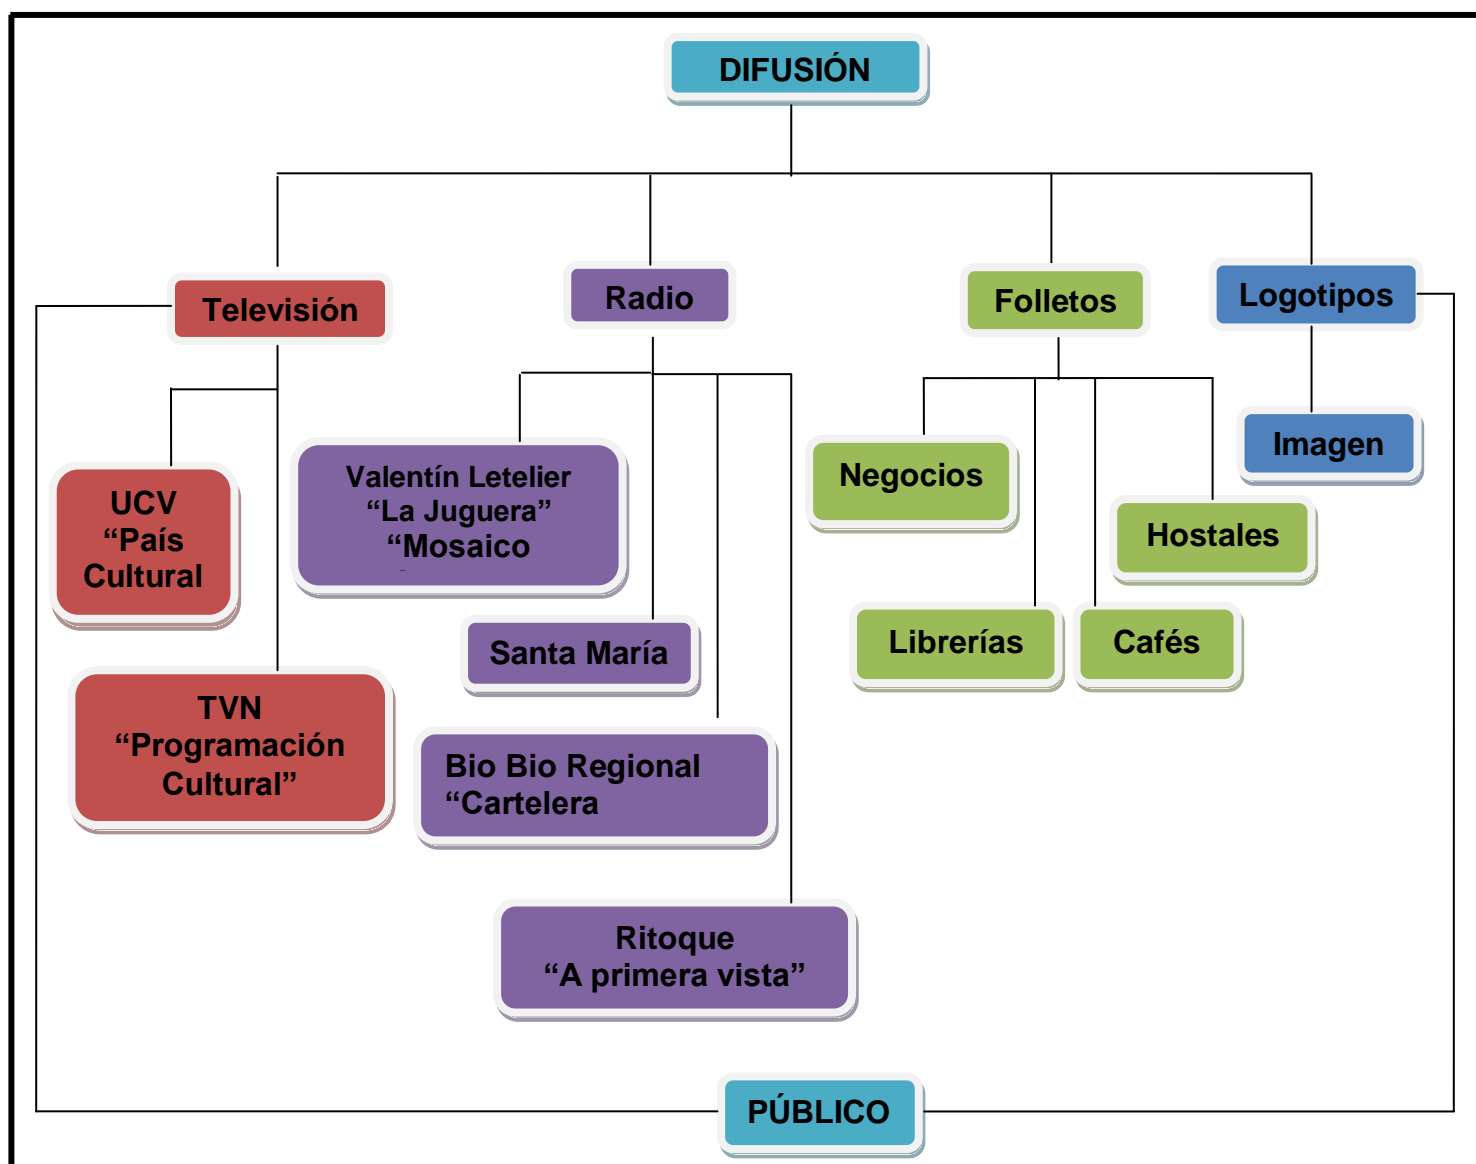 DIFUSIÓN
Televisión
Radio
Folletos
Logotipos
UCV
“País
Cultural
TVN
“Programación
Cultural”
Valentín Letelier
“La Juguera”
“Mosaico
Santa María
Bio Bio Regional
“Cartelera
Ritoque
“A primera vista”
Negocios
Librerías
Cafés
Hostales
Imagen
PÚBLICO